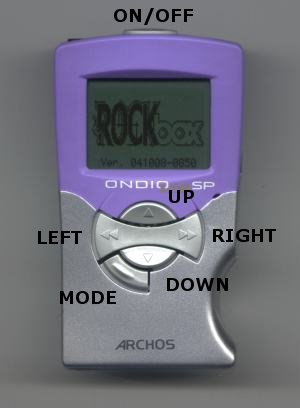 ON/OFF
ROCKbox
Ver. 041008-0850
ONDIO SP
UP
LEFT
RIGHT
DOWN
MODE
ARCHOS